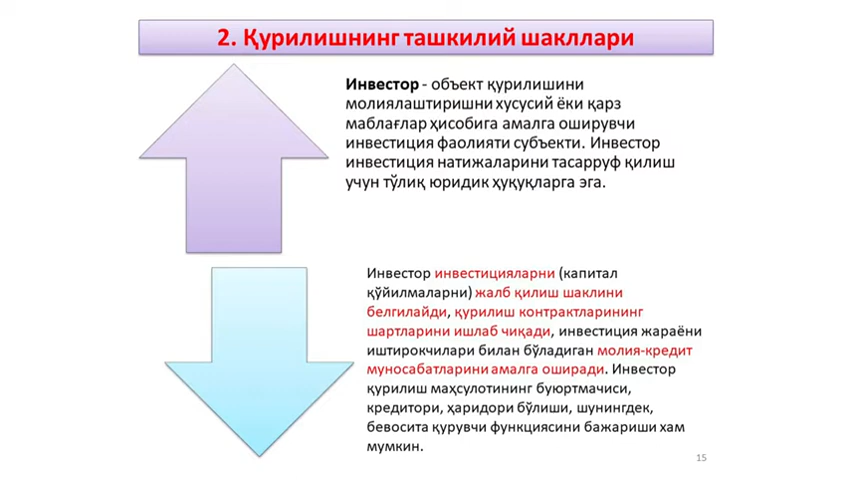 2. Қурилишнинг ташкилий шакллари
Инвестор - объект қурилишини
молиялаштиришни хусусий ёки қарз
маблағлар ҳисобига амалга оширувчи
инвестиция фаолияти субъекти. Инвестор
инвестиция натижаларини тасарруф қилиш
учун тўлиқ юридик ҳуқуқларга эга.
Инвестор инвестицияларни (капитал
қўйилмаларни) жалб қилиш шаклини
белгилайди, қурилиш контрактларининг
шартларини ишлаб чиқади, инвестиция жараёни
иштирокчилари билан бўладиган молия-кредит
муносабатларини амалга оширади. Инвестор
қурилиш маҳсулотининг буюртмачиси,
кредитори, ҳаридори бўлиши, шунингдек,
бевосита қурувчи функциясини бажариши хам
мумкин.
15